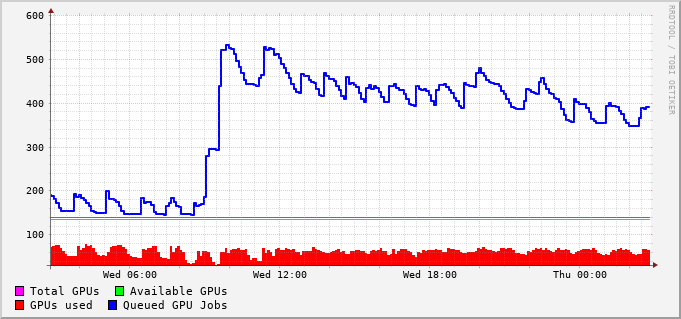 600
500
400
300
200
100
Wed 06:00 Wed 12:00 Wed 18:00 Thu 00:00
Total GPUs Available GPUs
GPUs used Queued GPU Jobs
RRDTOOL / TOBI OETIKER